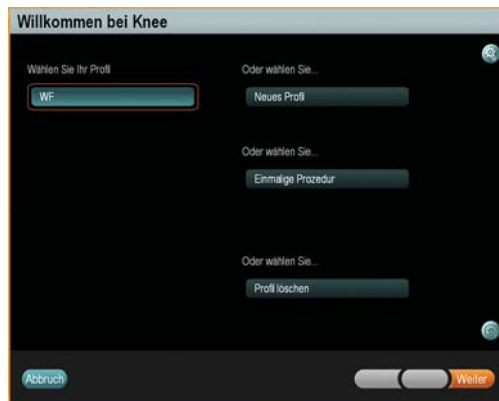 Willkommen bei Knee
Wählen Sie Ihr Profil
WF
Oder wählen Sie...
Neues Profil
Oder wählen Sie...
Einmalige Prozedur
Oder wählen Sie...
Profil löschen
Abbruch
Weiter